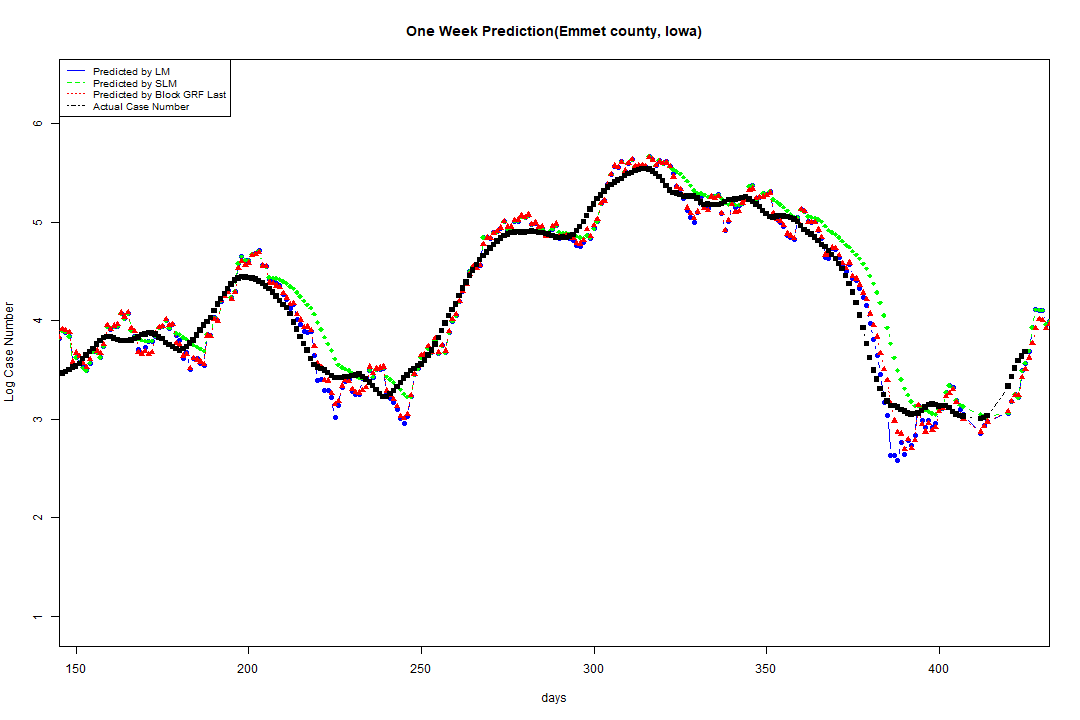 One Week Prediction(Emmet county, Iowa)
Predicted by LM
Predicted by SLM
Predicted by Block GRF Last
Actual Case Number
6
5
4
3
2
1
Log Case Number
150 200 250 300 350 400
days